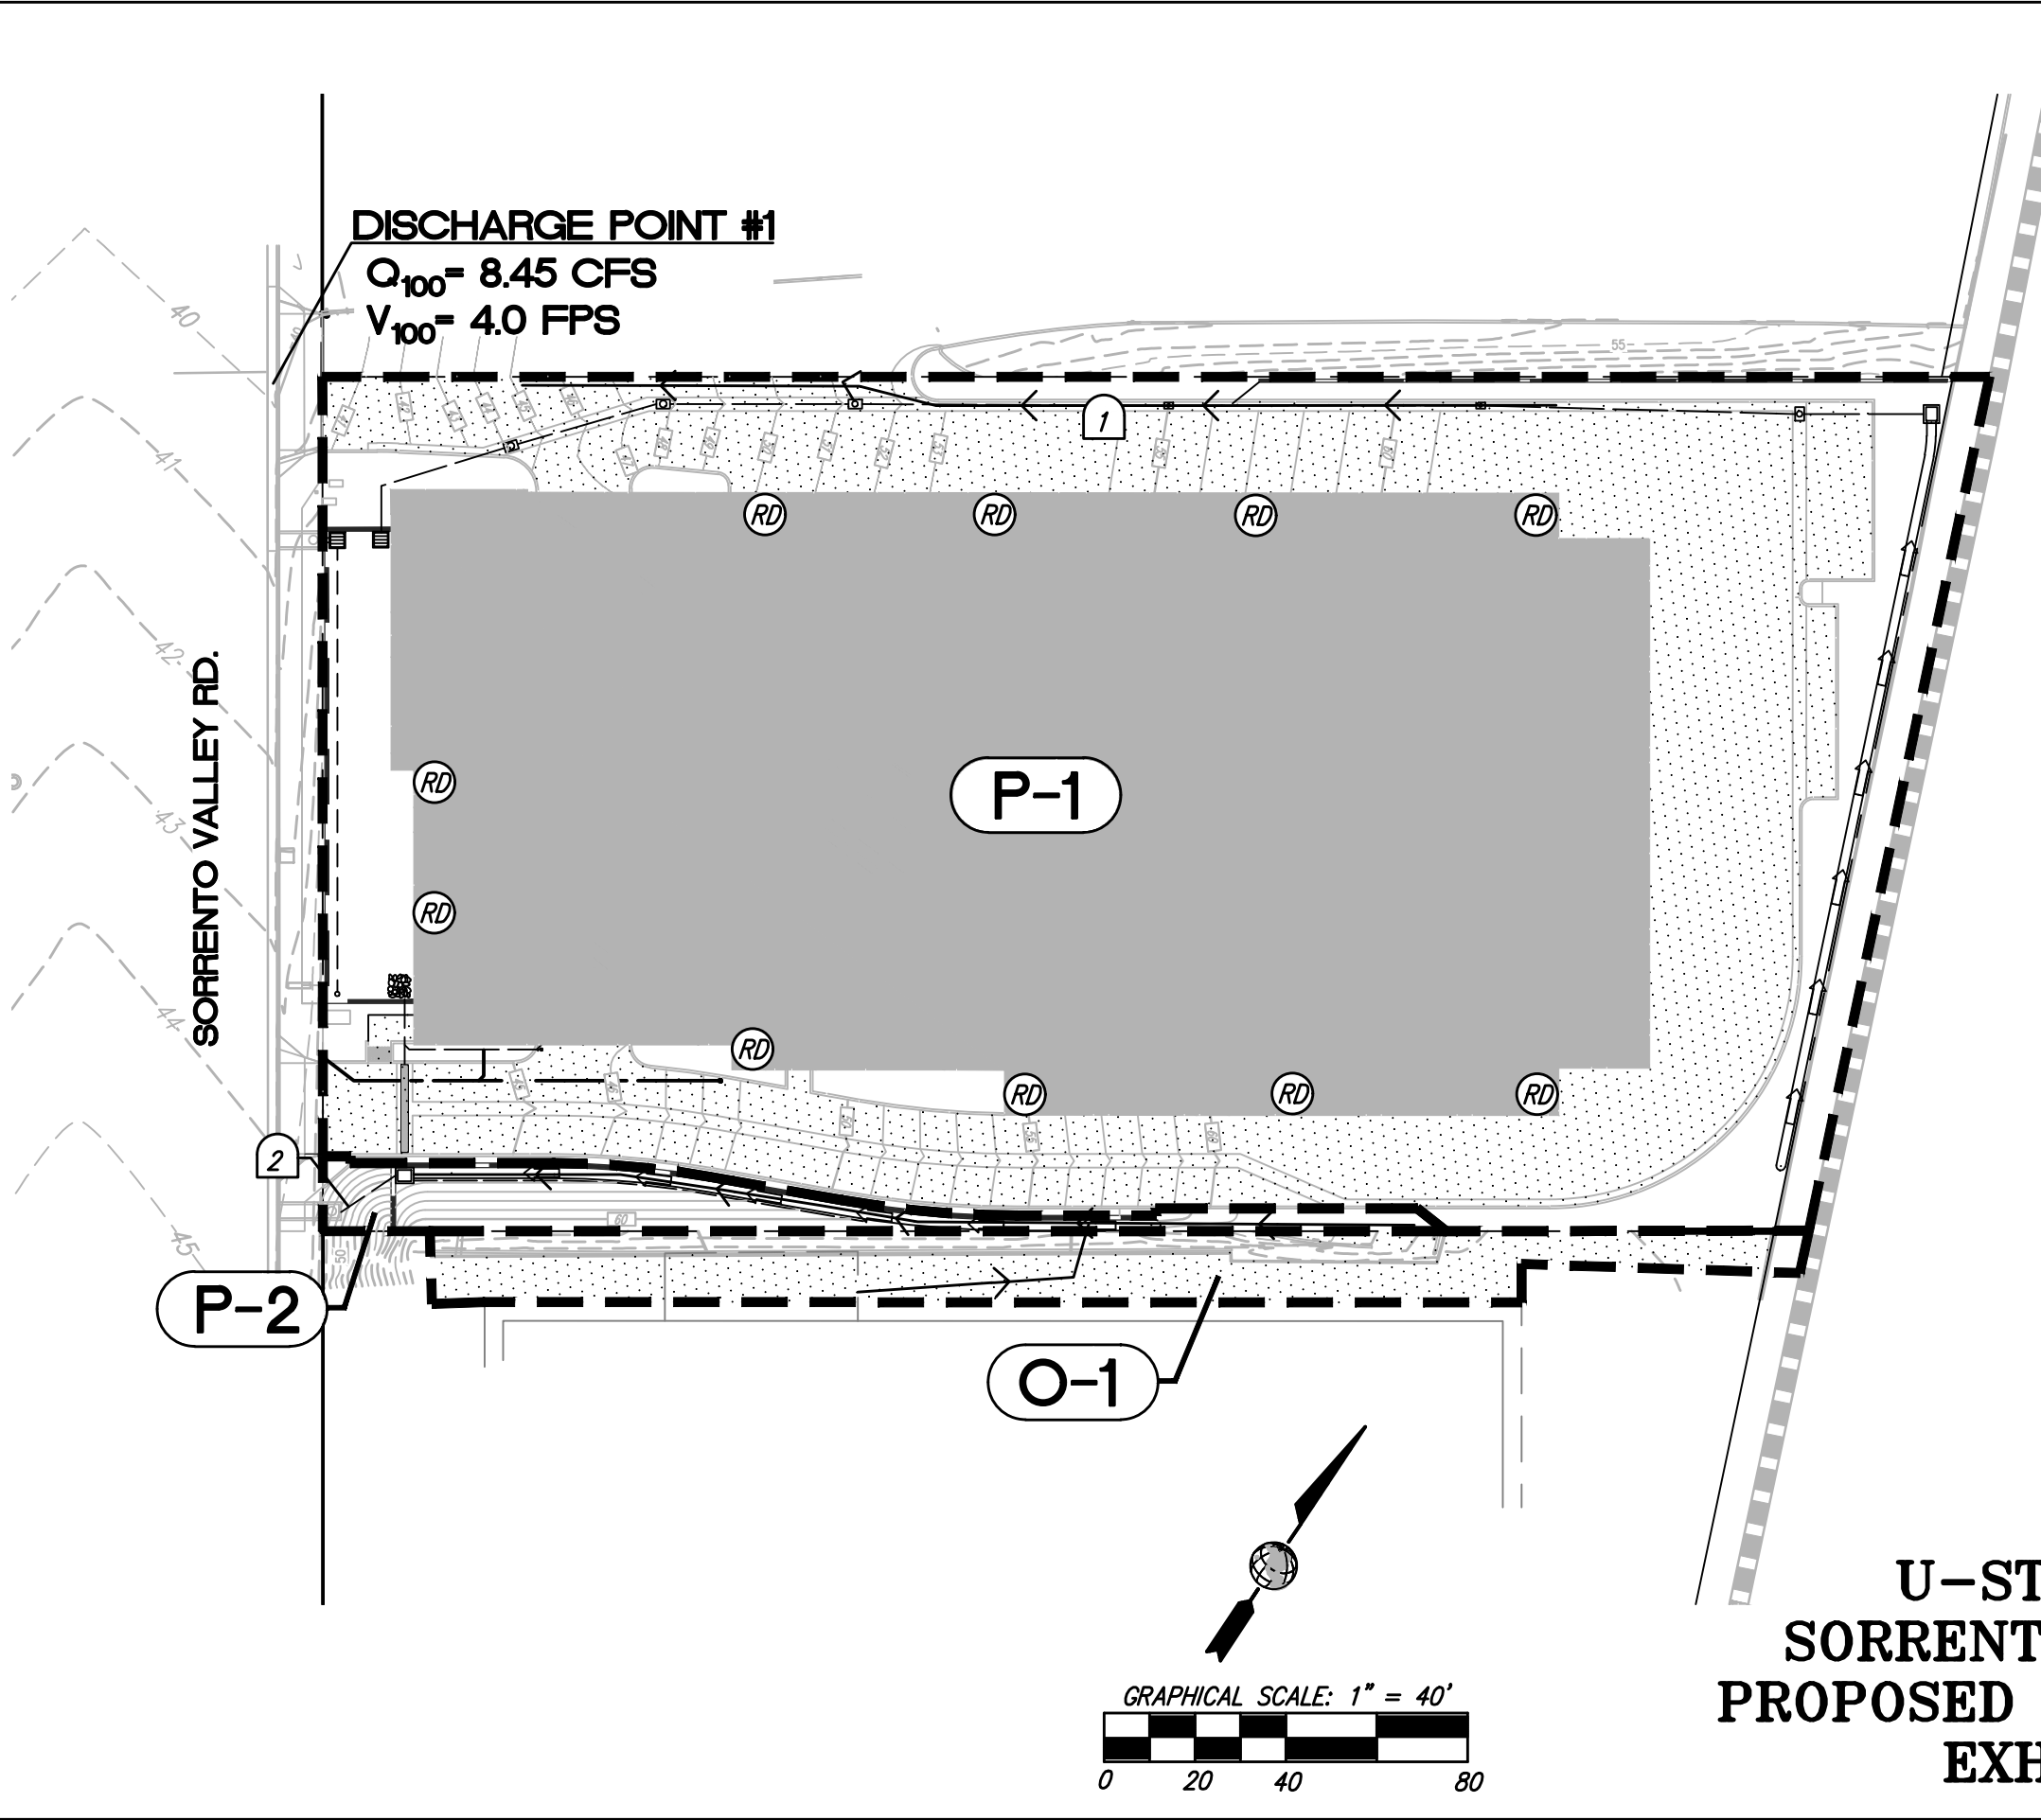 DISCHARGE POINT #1
Q100= 8.45 CFS
V100= 4.0 FPS
40
55
1
41
RD
RD
RD
RD
42
SORRENTO VALLEY RD.
RD
P-1
43
RD
44
RD
RD
RD
RD
2
60
45
50
P-2
O-1
GRAPHICAL SCALE: 1" = 40'
0 20 40 80
U-ST
SORRENT
PROPOSED
EXH